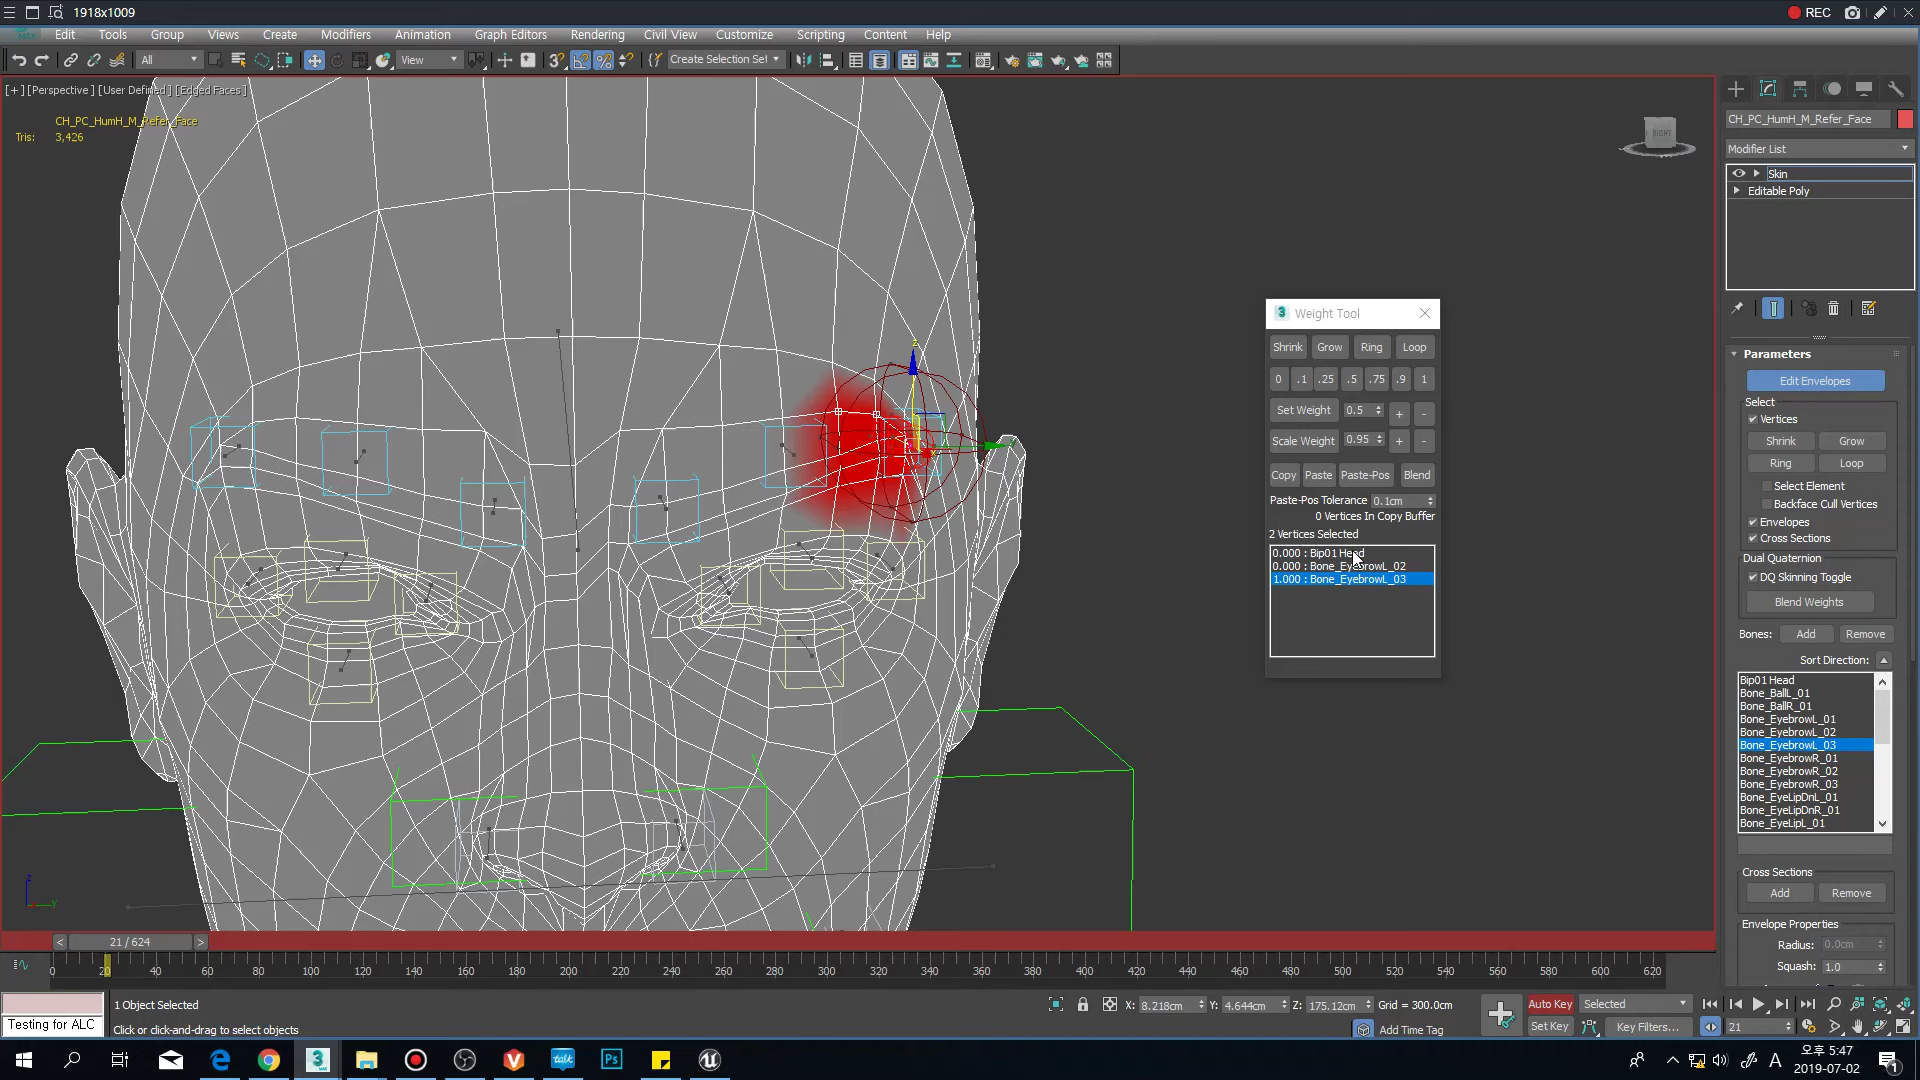 1918x1009
REC
Edit Tools Group Views Create Modifiers Animation Graph Editors Rendering Civil View Customize Scripting Content Help
All
View
Create Selection Set
[+] [Perspective] [User Defined] [Edged Faces]
CH_PC_HumH_M_Refer_Face
Tris: 3,426
RIGHT
z
CH_PC_HumH_M_Refer_Face
Modifier List
Skin
Editable Poly
Weight Tool
Shrink Grow Ring Loop
0 .1 .25 .5 .75 .9 1
Set Weight 0.5 + -
Scale Weight 0.95 + -
Copy Paste Paste-Pos Blend
Paste-Pos Tolerance 0.1cm
0 Vertices In Copy Buffer
2 Vertices Selected
0.000 : Bip01 Head
0.000 : Bone_EyebrowL_02
1.000 : Bone_EyebrowL_03
Parameters
Edit Envelopes
Select
Vertices
Shrink Grow
Ring Loop
Select Element
Backface Cull Vertices
Envelopes
Cross Sections
Dual Quaternion
DQ Skinning Toggle
Blend Weights
Bones: Add Remove
Sort Direction:
Bip01 Head
Bone_BallL_01
Bone_BallR_01
Bone_EyebrowL_01
Bone_EyebrowL_02
Bone_EyebrowL_03
Bone_EyebrowR_01
Bone_EyebrowR_02
Bone_EyebrowR_03
Bone_EyeLipDnL_01
Bone_EyeLipDnR_01
Bone_EyeLipL_01
Cross Sections
Add Remove
Envelope Properties
Radius: 0.0cm
Squash: 1.0
z
y
< 21 / 624 >
0 20 40 60 80 100 120 140 160 180 200 220 240 260 280 300 320 340 360 380 400 420 440 460 480 500 520 540 560 580 600 620
1 Object Selected
X: 8.218cm Y: 4.644cm Z: 175.12cm Grid = 300.0cm
Auto Key Selected
Testing for ALC
Click or click-and-drag to select objects
Add Time Tag
Set Key Key Filters... 21
3
talk
Ps
A
오후 5:47
2019-07-02
1